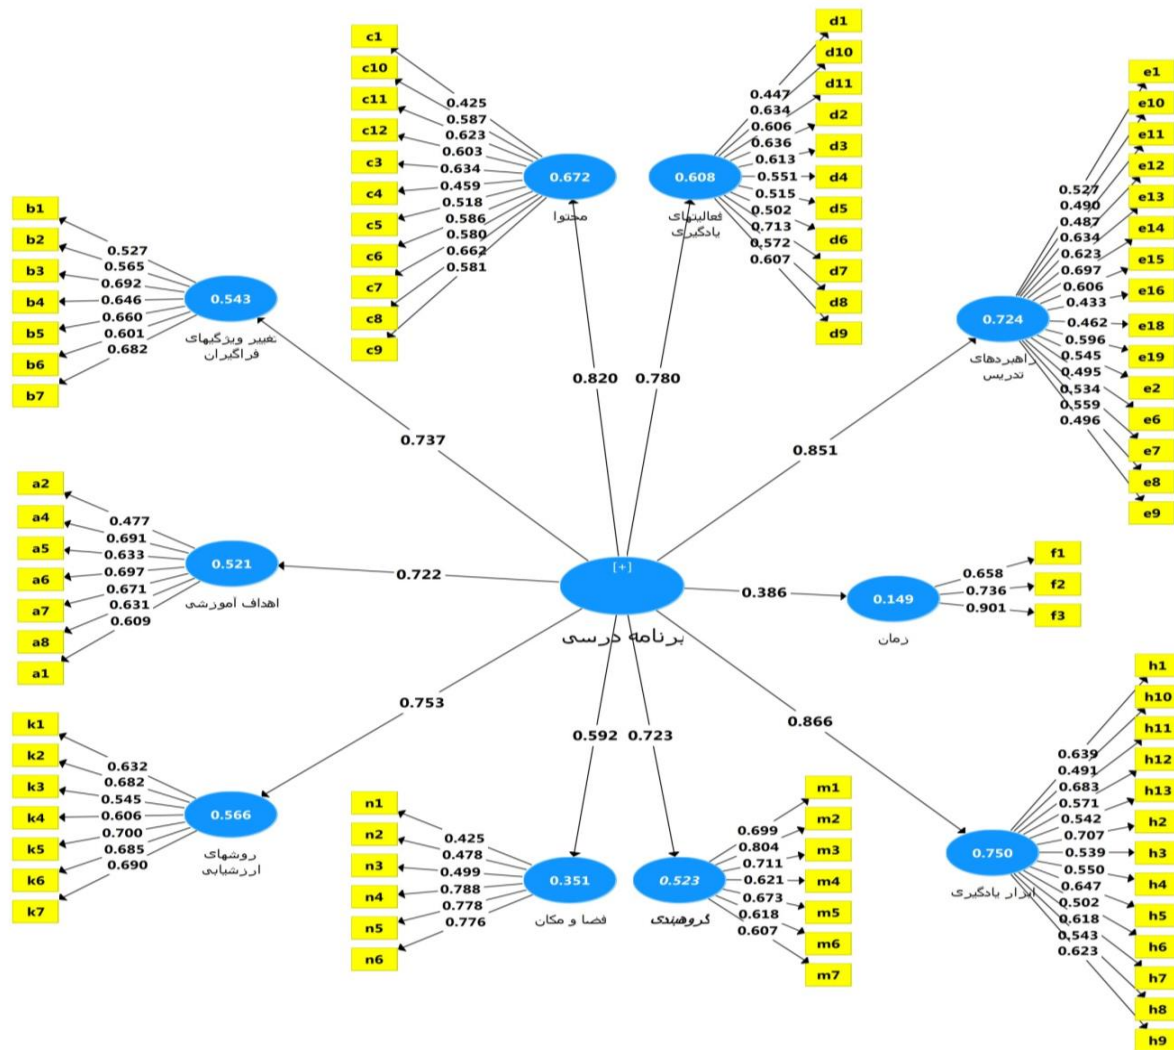 c1
c10
c11
c12
c3
c4
c5
c6
c7
c8
c9
0.425
0.587
0.623
0.603
0.634
0.459
0.518
0.586
0.580
0.662
0.581
0.672
محتوا
d1
d10
d11
d2
d3
d4
d5
d6
d7
d8
d9
0.447
0.634
0.606
0.636
0.613
0.551
0.515
0.502
0.713
0.572
0.607
0.608
فعالیتهای
یادگیری
e1
e10
e11
e12
e13
e14
e15
e16
e18
e19
e2
e6
e7
e8
e9
0.527
0.490
0.487
0.634
0.623
0.697
0.606
0.433
0.462
0.596
0.545
0.495
0.534
0.559
0.496
0.724
راهبردهای
تدریس
b1
b2
b3
b4
b5
b6
b7
0.527
0.565
0.692
0.646
0.660
0.601
0.682
0.543
تغییر ویژگیهای
فراگیران
0.820
0.780
0.737
0.851
a2
a4
a5
a6
a7
a8
a1
0.477
0.691
0.633
0.697
0.671
0.631
0.609
0.521
اهداف آموزشی
0.722
[+]
برنامه درسی
0.386
0.149
زمان
0.658
0.736
0.901
f1
f2
f3
0.753
0.592
0.723
0.866
k1
k2
k3
k4
k5
k6
k7
0.632
0.682
0.545
0.606
0.700
0.685
0.690
0.566
روشهای
ارزشیابی
n1
n2
n3
n4
n5
n6
0.425
0.478
0.499
0.788
0.778
0.776
0.351
فضا و مکان
m1
m2
m3
m4
m5
m6
m7
0.699
0.804
0.711
0.621
0.673
0.618
0.607
0.523
گروهبندی
h1
h10
h11
h12
h13
h2
h3
h4
h5
h6
h7
h8
h9
0.639
0.491
0.683
0.571
0.542
0.707
0.539
0.550
0.647
0.502
0.618
0.543
0.623
0.750
ابزار یادگیری